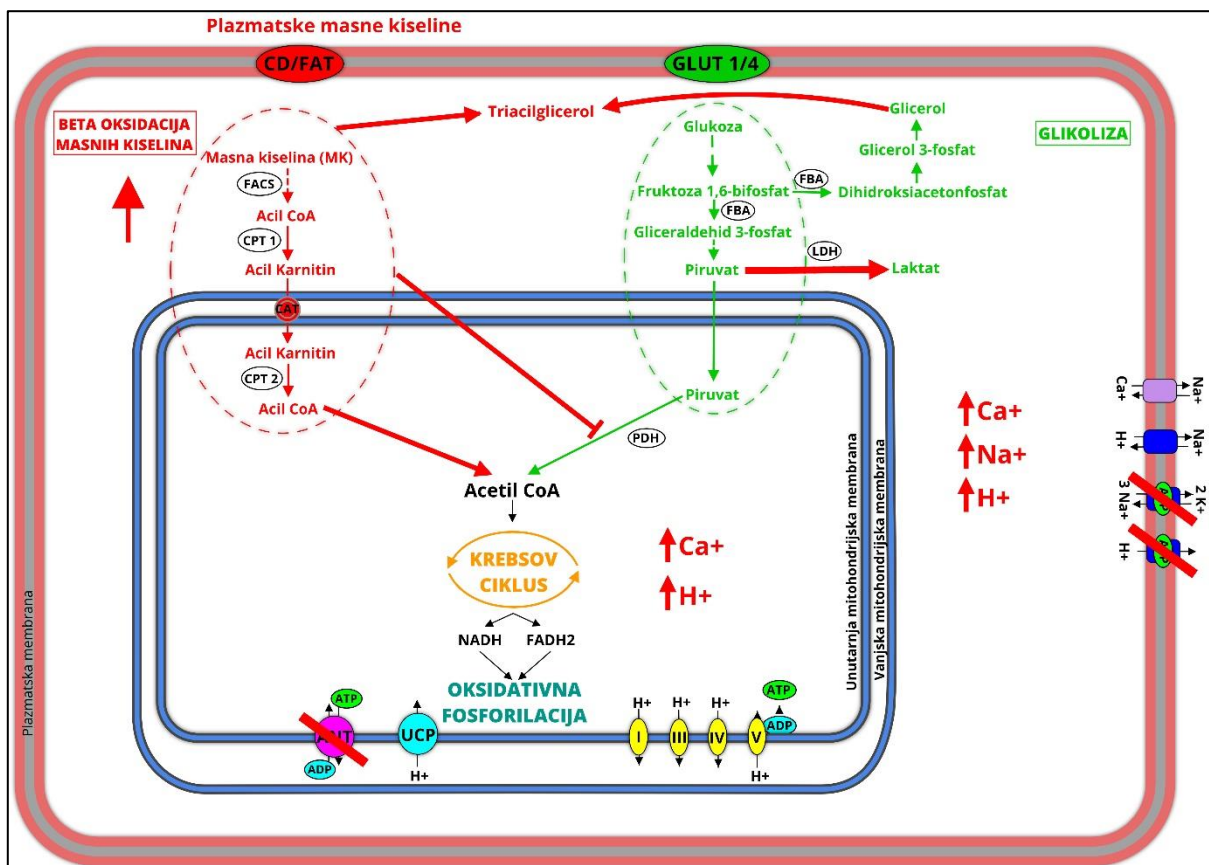 Plazmatske masne kiseline
CD/FAT
GLUT 1/4
BETA OKSIDACIJA
MASNIH KISELINA
Triacilglicerol
Glicerol
GLIKOLIZA
Glukoza
Glicerol 3-fosfat
Masna kiselina (MK)
FACS
Fruktoza 1,6-bifosfat
FBA
Dihidroksiacetonfosfat
Acil CoA
FBA
CPT 1
Gliceraldehid 3-fosfat
LDH
Acil Karnitin
Piruvat
Laktat
CAT
Acil Karnitin
CPT 2
Acil CoA
Piruvat
PDH
Acetil CoA
KREBSOV
CIKLUS
Ca+
H+
NADH
FADH2
OKSIDATIVNA
FOSFORILACIJA
ATP
ANT
ADP
UCP
H+
H+
H+
H+
I
III
IV
V
ATP
ADP
H+
Unutarnja mitohondrijska membrana
Vanjska mitohondrijska membrana
Ca+
Na+
H+
Ca+
Na+
H+
Na+
3 Na+
2 K+
H+
Plazmatska membrana